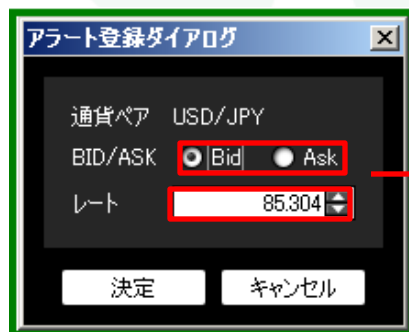 アラート登録ダイアログ
通貨ペア USD/JPY
BID/ASK Bid Ask
レート 85.304
決定 キャンセル